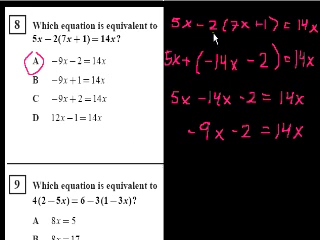 8 Which equation is equivalent to
5x − 2(7x + 1) = 14x?
A −9x − 2 = 14x
B −9x + 1 = 14x
C −9x + 2 = 14x
D 12x − 1 = 14x
9 Which equation is equivalent to
4(2 − 5x) = 6 − 3(1 − 3x)?
A 8x = 5
B 8x = 17
5x − 2(7x + 1) = 14x
5x + (−14x − 2) = 14x
5x − 14x − 2 = 14x
−9x − 2 = 14x